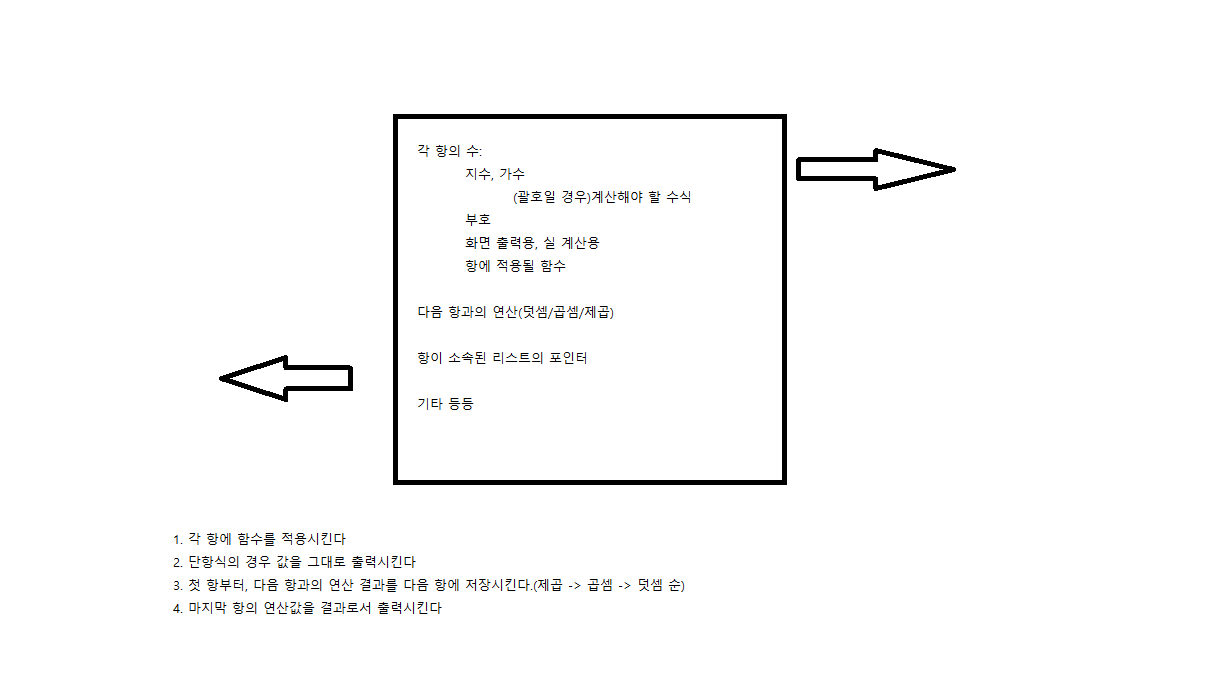 각 항의 수:
지수, 가수
(괄호일 경우)계산해야 할 수식
부호
화면 출력용, 실 계산용
항에 적용될 함수
다음 항과의 연산(덧셈/곱셈/제곱)
항이 소속된 리스트의 포인터
기타 등등
1. 각 항에 함수를 적용시킨다
2. 단항식의 경우 값을 그대로 출력시킨다
3. 첫 항부터, 다음 항과의 연산 결과를 다음 항에 저장시킨다.(제곱 -> 곱셈 -> 덧셈 순)
4. 마지막 항의 연산값을 결과로서 출력시킨다